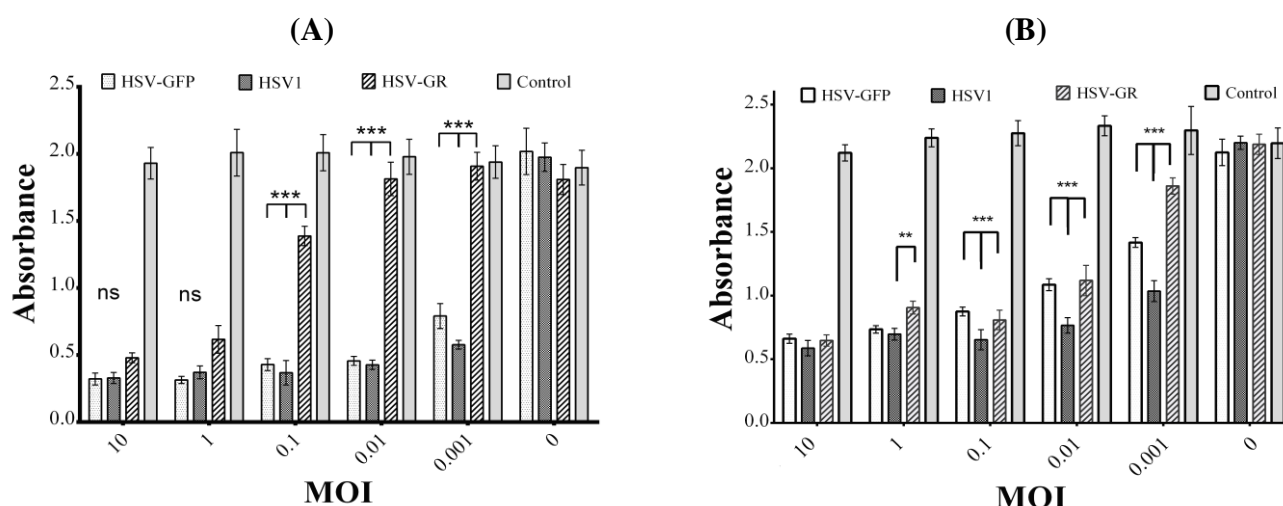 (A)
HSV-GFP HSV1 HSV-GR Control
2.5
2.0
1.5
1.0
0.5
0.0
Absorbance
ns
ns
***
***
***
10 1 0.1 0.01 0.001 0
MOI
(B)
HSV-GFP HSV1 HSV-GR Control
2.5
2.0
1.5
1.0
0.5
0.0
Absorbance
**
***
***
***
10 1 0.1 0.01 0.001 0
MOI